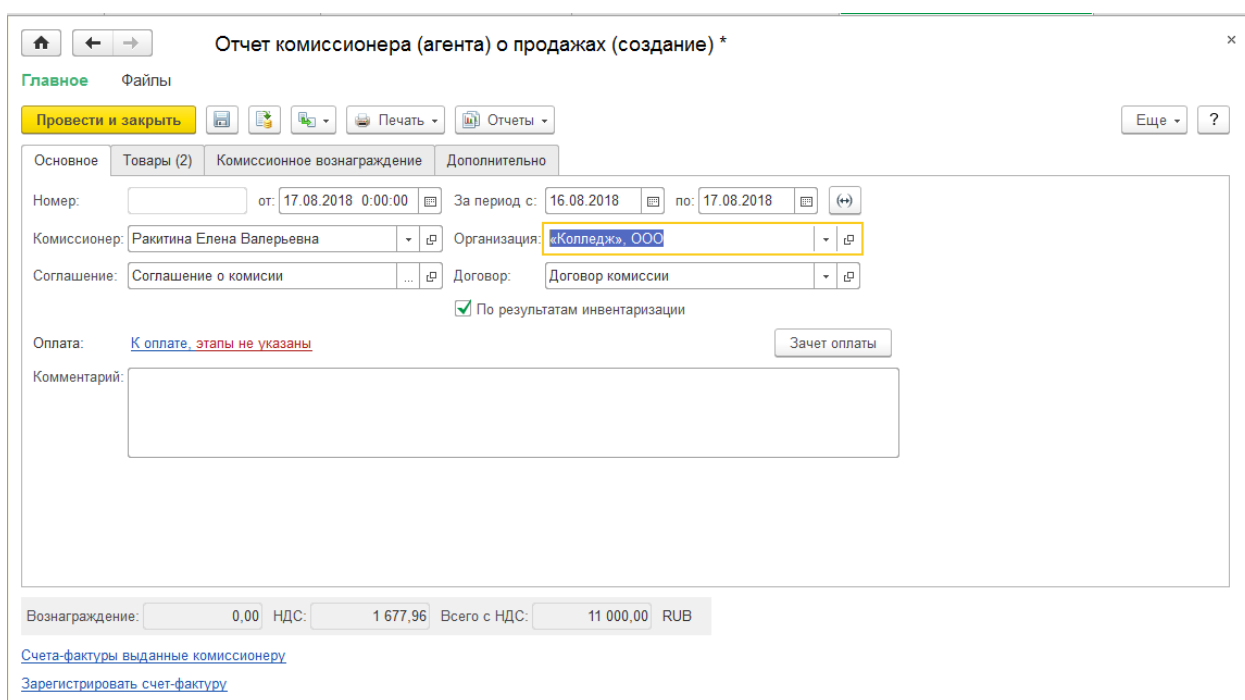 Отчет комиссионера (агента) о продажах (создание) *
Главное Файлы
Провести и закрыть Печать Отчеты Еще ?
Основное Товары (2) Комиссионное вознаграждение Дополнительно
Номер: от: 17.08.2018 0:00:00 За период с: 16.08.2018 по: 17.08.2018
Комиссионер: Ракитина Елена Валерьевна Организация: «Колледж», ООО
Соглашение: Соглашение о комисии ... Договор: Договор комиссии
По результатам инвентаризации
Оплата: К оплате, этапы не указаны Зачет оплаты
Комментарий:
Вознаграждение: 0,00 НДС: 1 677,96 Всего с НДС: 11 000,00 RUB
Счета-фактуры выданные комиссионеру
Зарегистрировать счет-фактуру